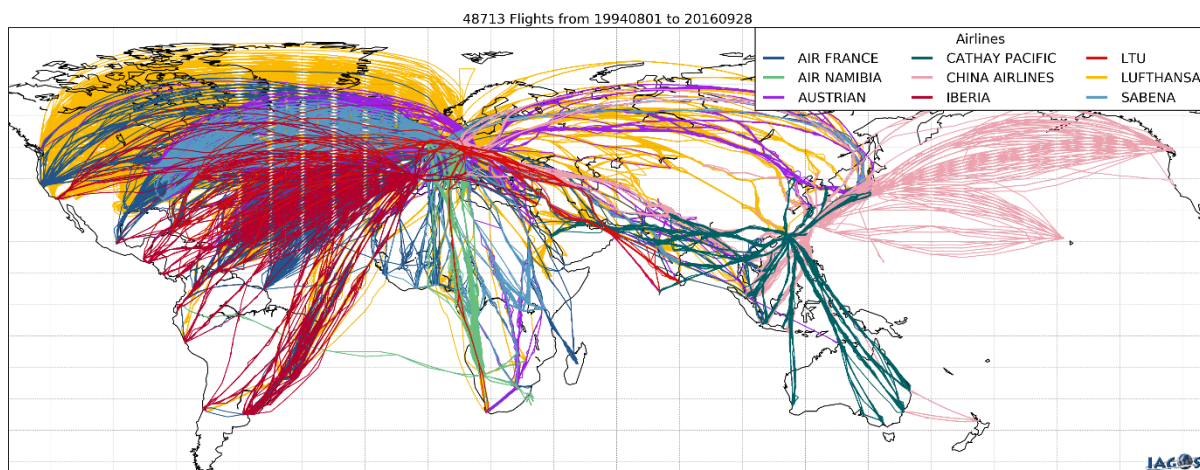 48713 Flights from 19940801 to 20160928
Airlines
AIR FRANCE CATHAY PACIFIC LTU
AIR NAMIBIA CHINA AIRLINES LUFTHANSA
AUSTRIAN IBERIA SABENA
IAGOS